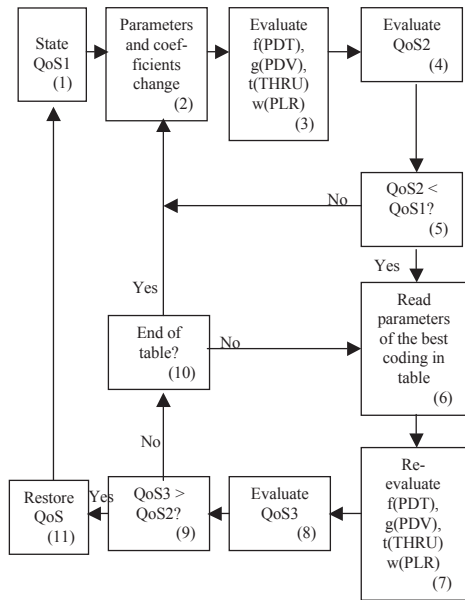 State
QoS1
(1)
Parameters
and coef-
ficients
change
(2)
Evaluate
f(PDT),
g(PDV),
t(THRU)
w(PLR)
(3)
Evaluate
QoS2
(4)
No
QoS2 <
QoS1?
(5)
Yes
Yes
End of
table?
(10)
No
Read
parameters
of the best
coding in
table
(6)
No
Restore
QoS
(11)
Yes
QoS3 >
QoS2?
(9)
Evaluate
QoS3
(8)
Re-
evaluate
f(PDT),
g(PDV),
t(THRU)
w(PLR)
(7)